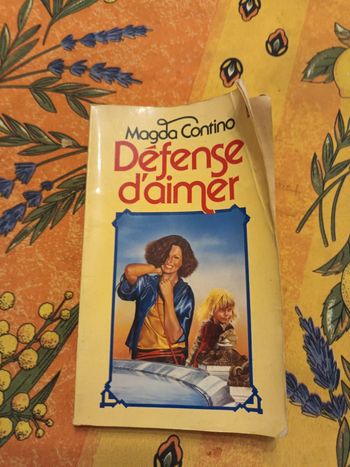 Magda Contino
Défense
d'aimer